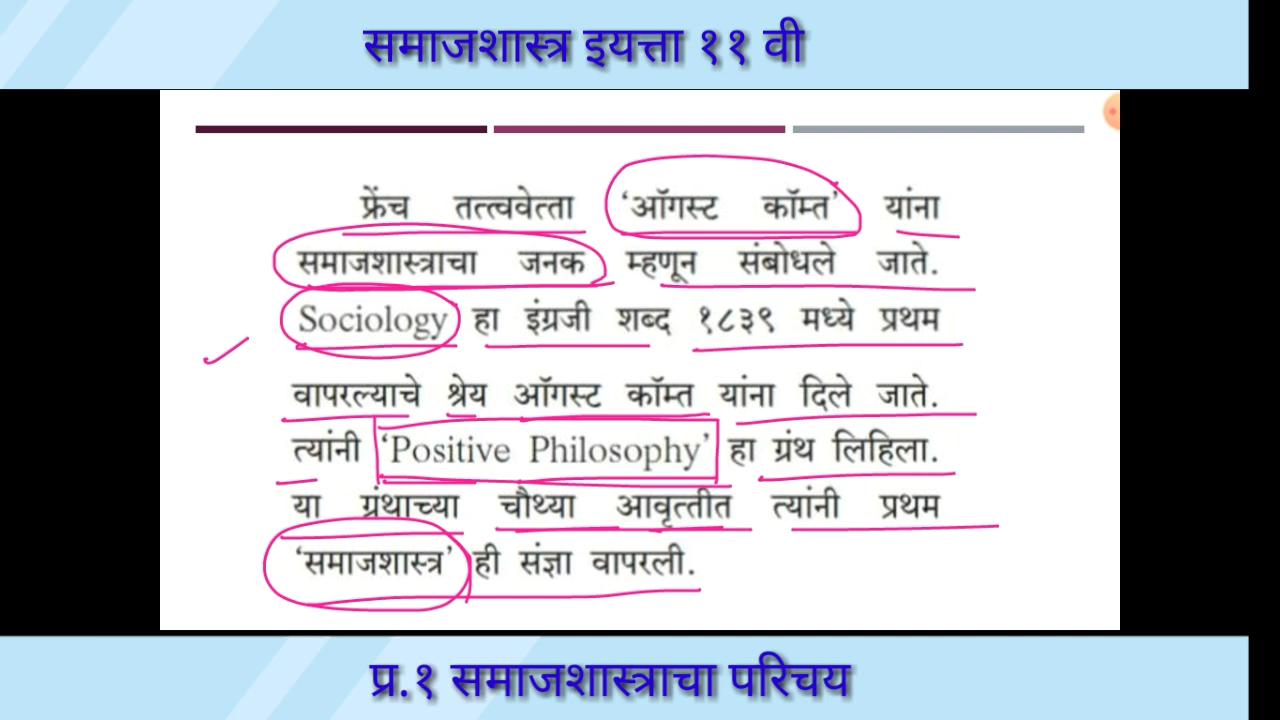 समाजशास्त्र इयत्ता ११ वी
फ्रेंच तत्त्ववेत्ता ‘ऑगस्ट कॉम्त’ यांना
समाजशास्त्राचा जनक म्हणून संबोधले जाते.
Sociology हा इंग्रजी शब्द १८३९ मध्ये प्रथम
वापरल्याचे श्रेय ऑगस्ट कॉम्त यांना दिले जाते.
त्यांनी ‘Positive Philosophy’ हा ग्रंथ लिहिला.
या ग्रंथाच्या चौथ्या आवृत्तीत त्यांनी प्रथम
‘समाजशास्त्र’ ही संज्ञा वापरली.
प्र.१ समाजशास्त्राचा परिचय